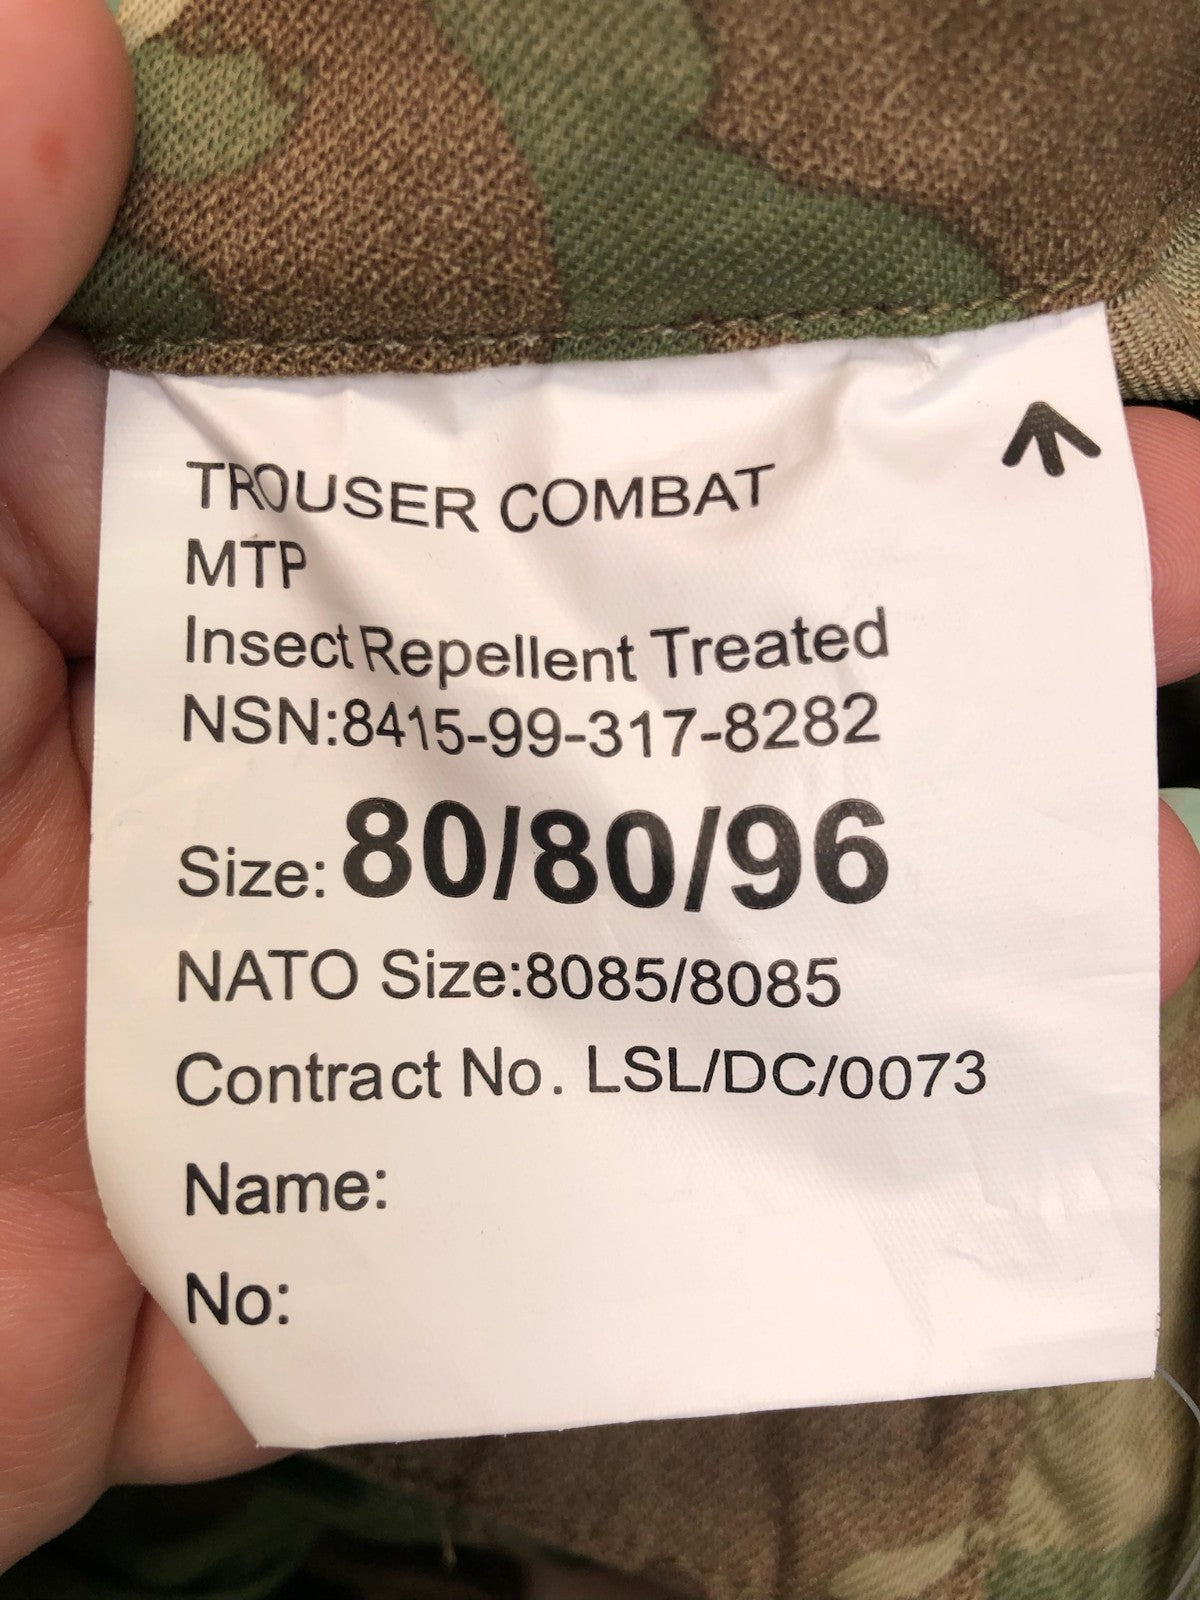 TROUSER COMBAT
MTP
Insect Repellent Treated
NSN:8415-99-317-8282
Size: 80/80/96
NATO Size:8085/8085
Contract No. LSL/DC/0073
Name:
No: